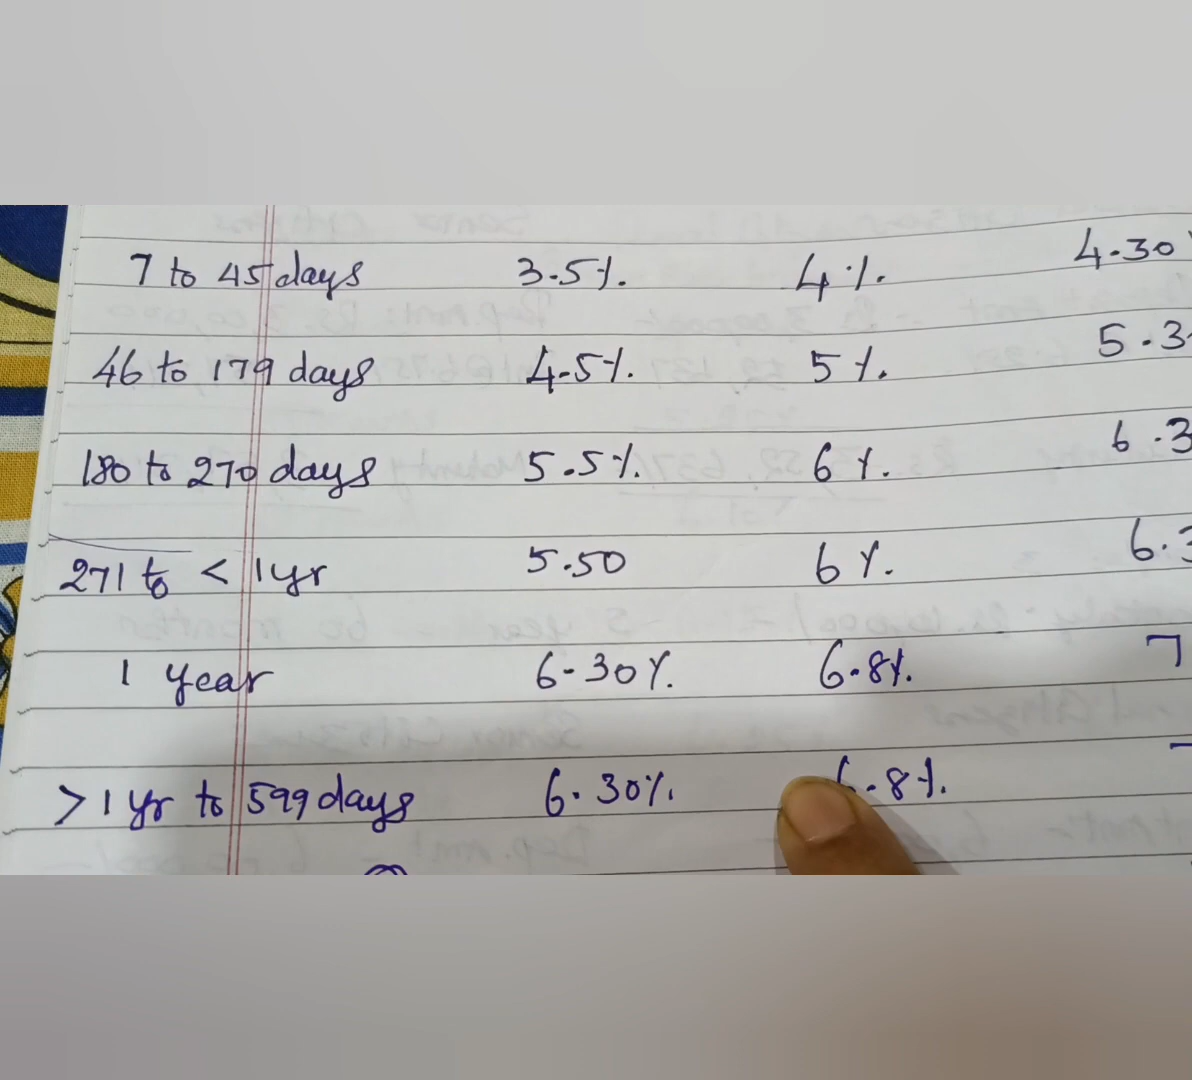 7 to 45 days 3.5% 4% 4.30
46 to 179 days 4.5% 5% 5.3
180 to 270 days 5.5% 6% 6.3
271 to < 1yr 5.50 6% 6.3
1 year 6.30% 6.8% 7
> 1 yr to 599 days 6.30% 6.8%